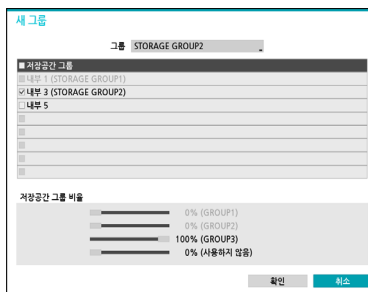 새 그룹
그룹 STORAGE GROUP2
저장공간 그룹
내부 1 (STORAGE GROUP1)
내부 3 (STORAGE GROUP2)
내부 5
저장공간 그룹 비율
0% (GROUP1)
0% (GROUP2)
100% (GROUP3)
0% (사용하지 않음)
확인 취소